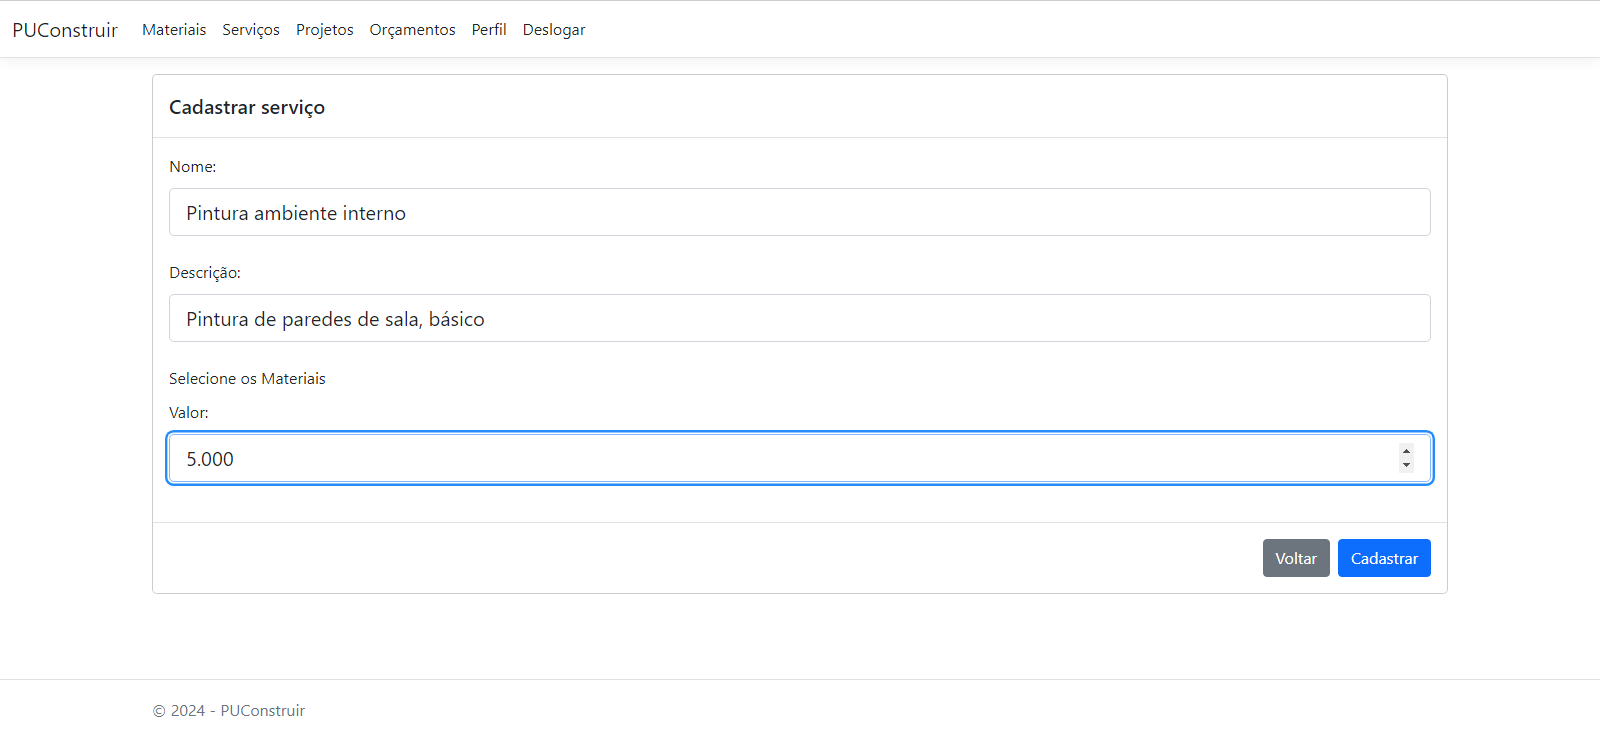 PUConstruir Materiais Serviços Projetos Orçamentos Perfil Deslogar
Cadastrar serviço
Nome:
Pintura ambiente interno
Descrição:
Pintura de paredes de sala, básico
Selecione os Materiais
Valor:
5.000
Voltar Cadastrar
© 2024 - PUConstruir